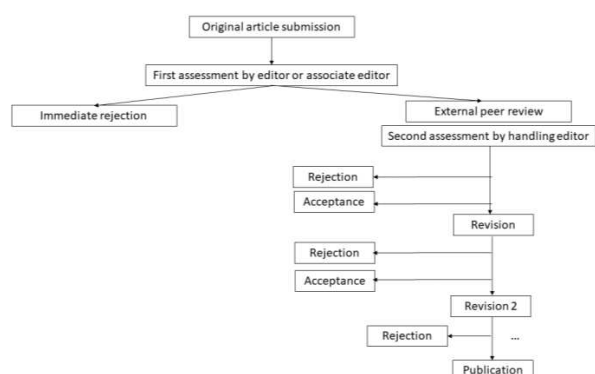 Original article submission
First assessment by editor or associate editor
Immediate rejection
External peer review
Second assessment by handling editor
Rejection
Acceptance
Revision
Rejection
Acceptance
Revision 2
Rejection
...
Publication